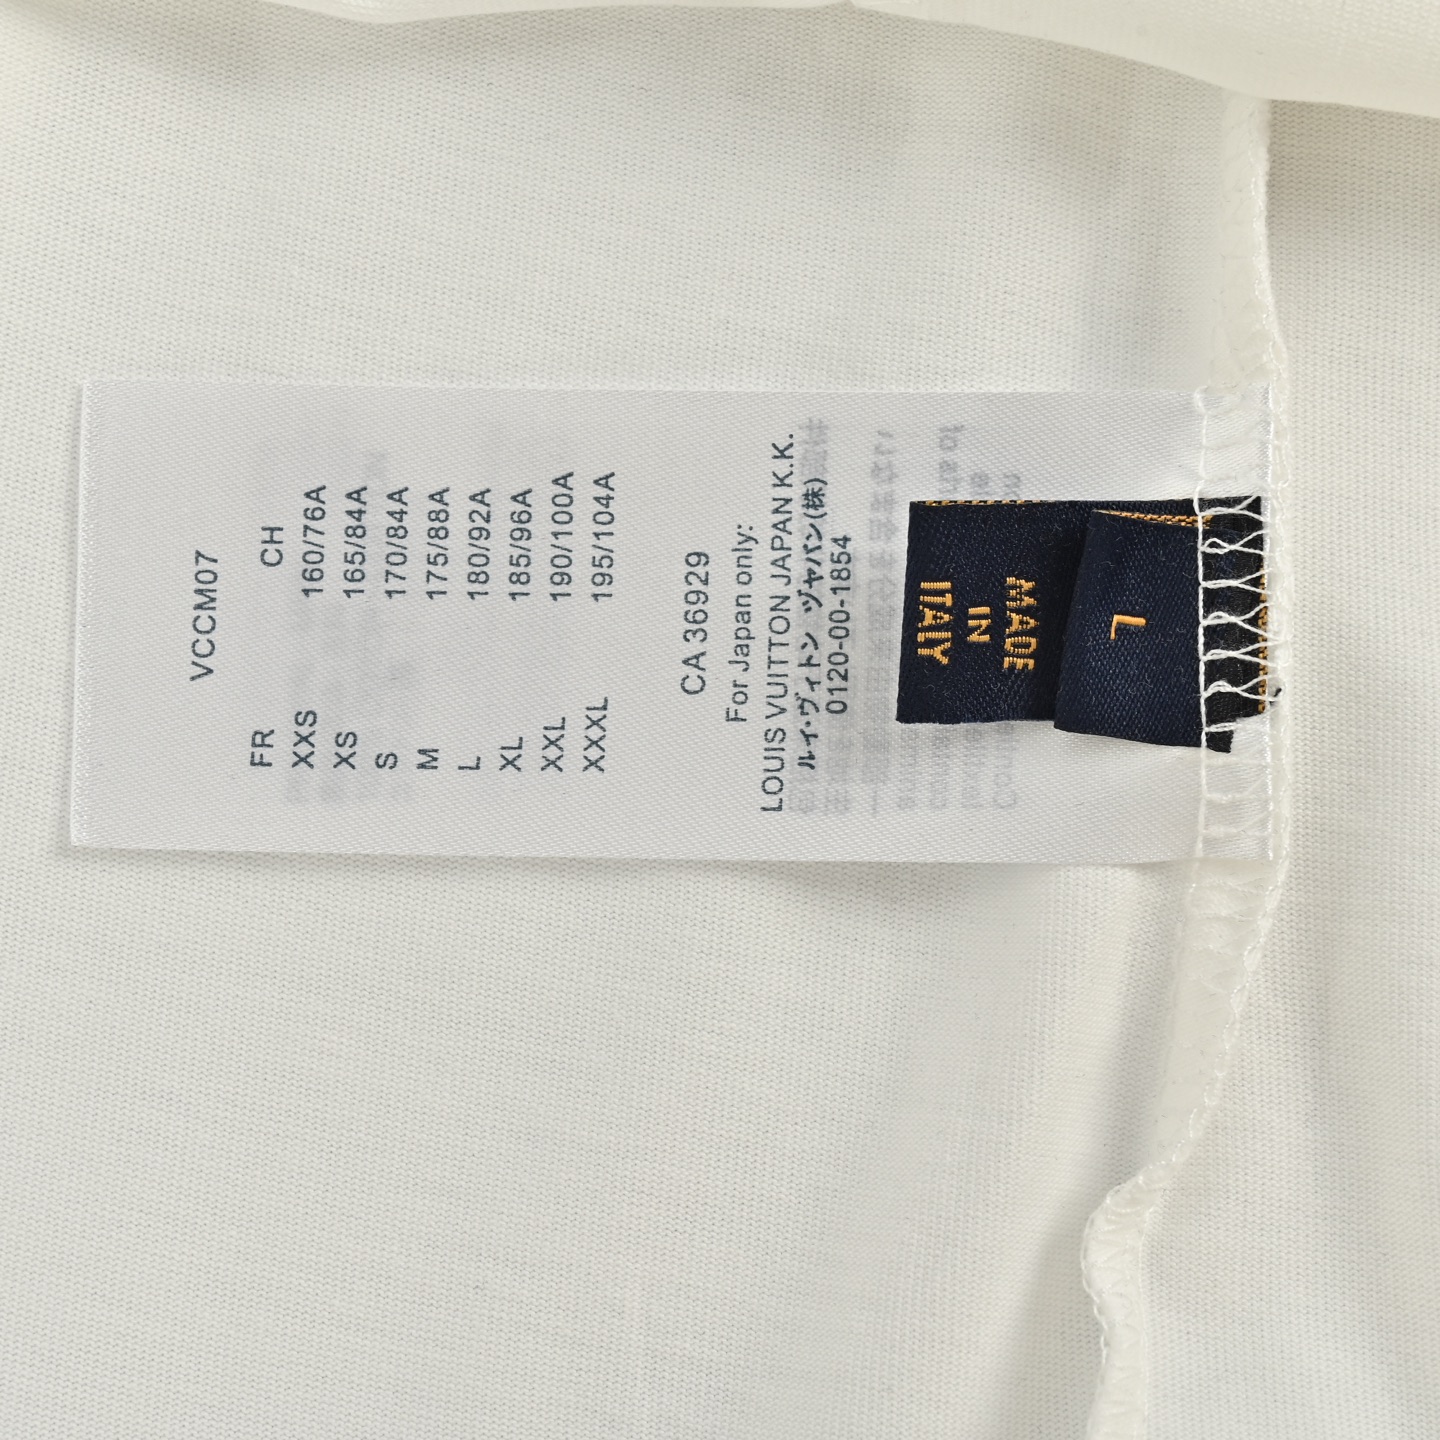 VCCM07
FR CH
XXS 160/76A
XS 165/84A
S 170/84A
M 175/88A
L 180/92A
XL 185/96A
XXL 190/100A
XXXL 195/104A
CA 36929
For Japan only:
LOUIS VUITTON JAPAN K.K.
ルイ・ヴィトン ヅャパン(株)
0120-00-1854
MADE
IN
ITALY
L